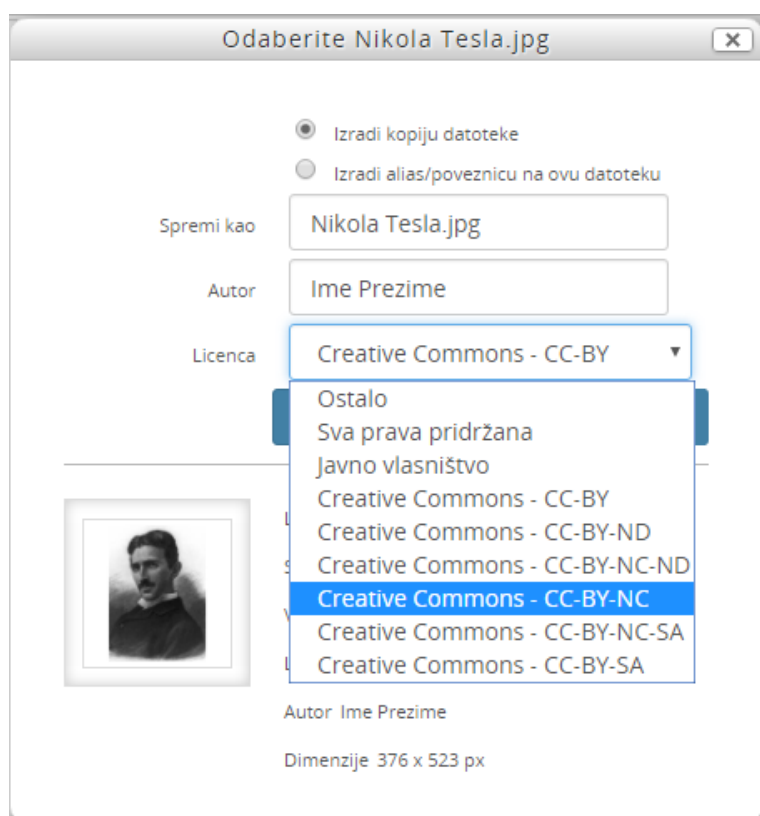 Odaberite Nikola Tesla.jpg
Izradi kopiju datoteke
Izradi alias/poveznicu na ovu datoteku
Spremi kao Nikola Tesla.jpg
Autor Ime Prezime
Licenca Creative Commons - CC-BY
Ostalo
Sva prava pridržana
Javno vlasništvo
Creative Commons - CC-BY
Creative Commons - CC-BY-ND
Creative Commons - CC-BY-NC-ND
Creative Commons - CC-BY-NC
Creative Commons - CC-BY-NC-SA
Creative Commons - CC-BY-SA
Autor Ime Prezime
Dimenzije 376 x 523 px